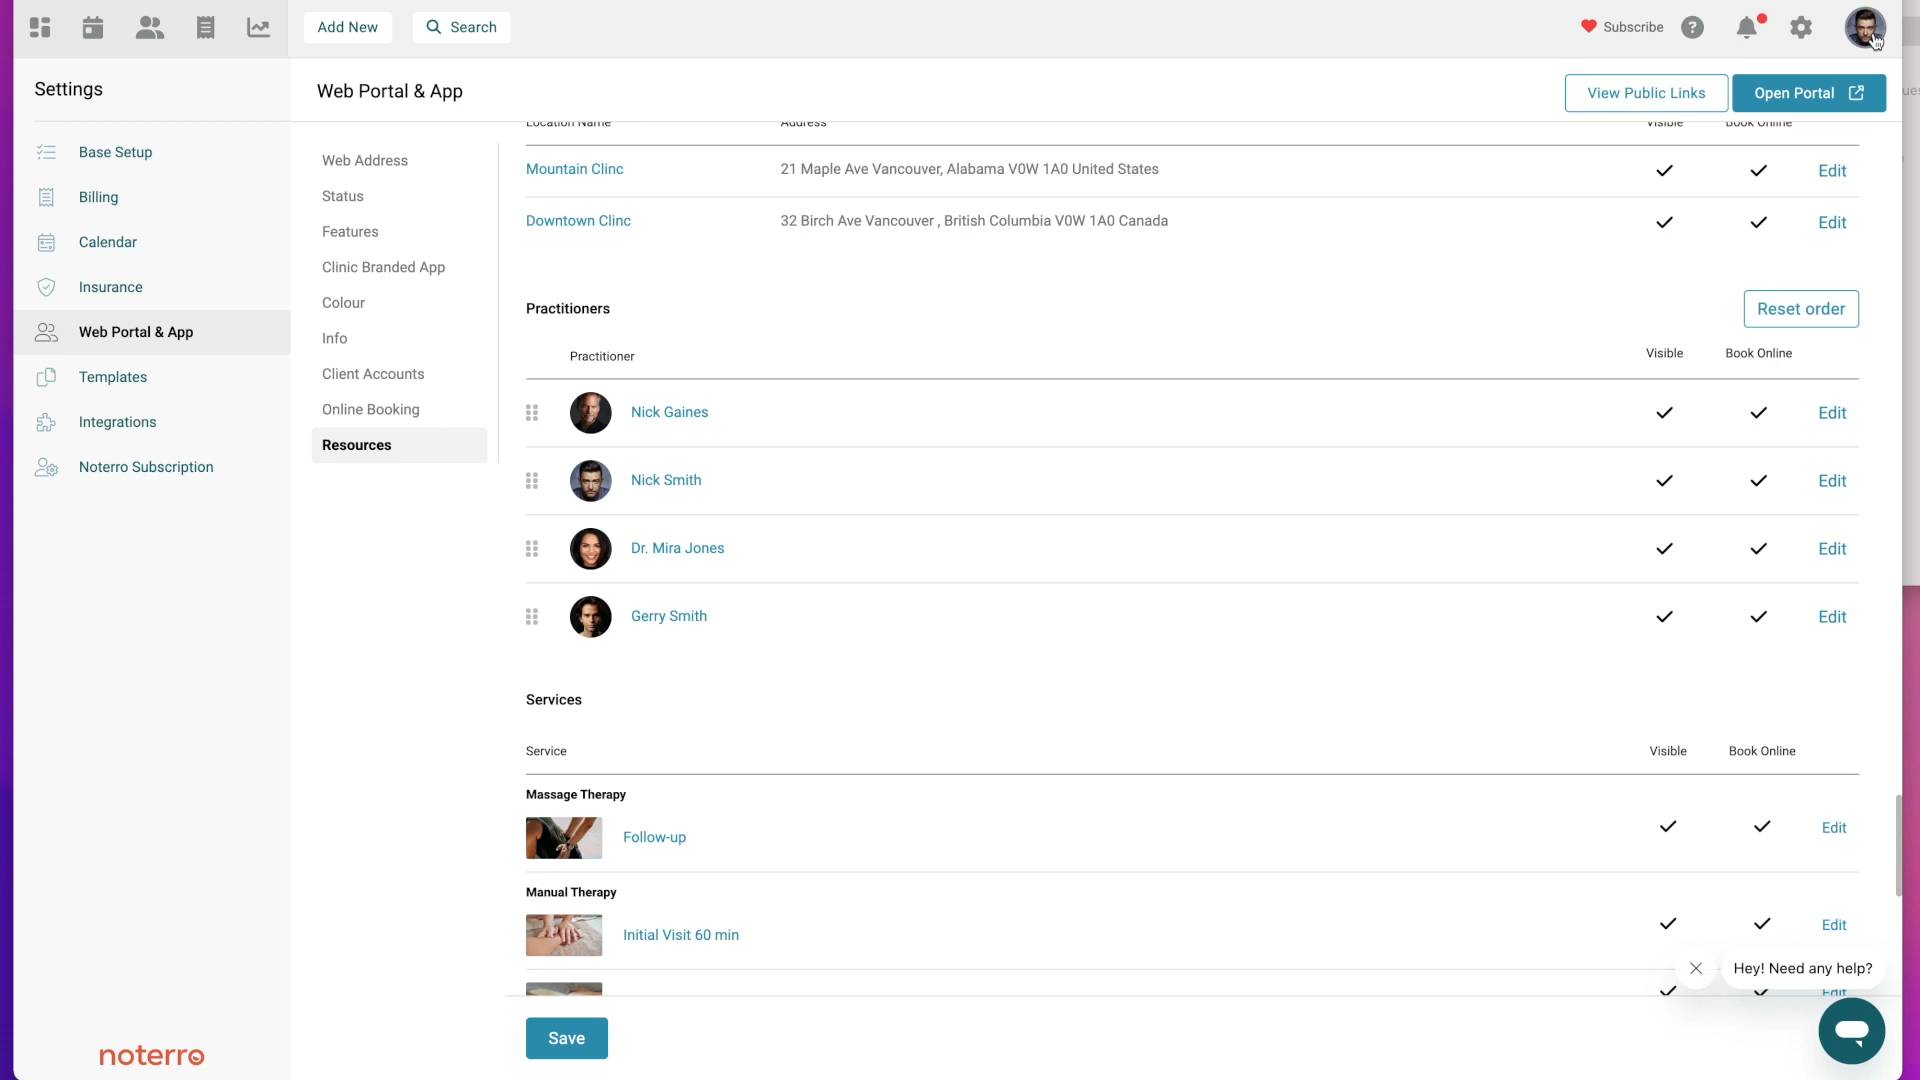 Add New
Search
Subscribe
Settings
Web Portal & App
View Public Links
Open Portal
Base Setup
Billing
Calendar
Insurance
Web Portal & App
Templates
Integrations
Noterro Subscription
noterro
Web Address
Status
Features
Clinic Branded App
Colour
Info
Client Accounts
Online Booking
Resources
Location Name Address Visible Book Online
Mountain Clinc 21 Maple Ave Vancouver, Alabama V0W 1A0 United States Edit
Downtown Clinc 32 Birch Ave Vancouver , British Columbia V0W 1A0 Canada Edit
Practitioners
Reset order
Practitioner Visible Book Online
Nick Gaines Edit
Nick Smith Edit
Dr. Mira Jones Edit
Gerry Smith Edit
Services
Service Visible Book Online
Massage Therapy
Follow-up Edit
Manual Therapy
Initial Visit 60 min Edit
Hey! Need any help?
Edit
Save